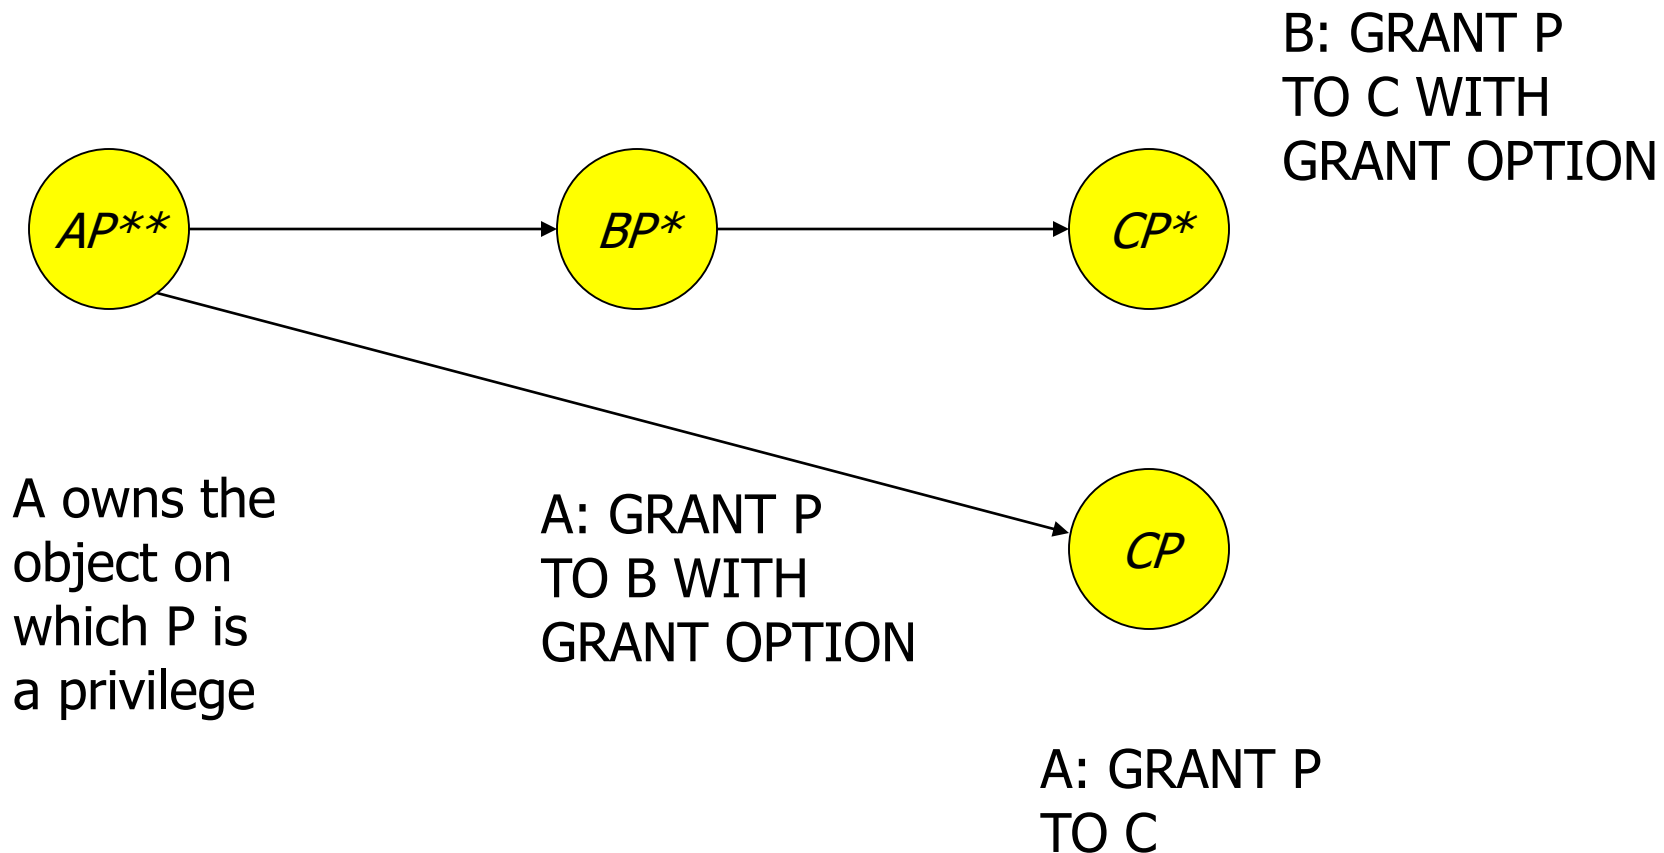 B: GRANT P
TO C WITH
GRANT OPTION
AP**
BP*
CP*
A owns the
object on
which P is
a privilege
A: GRANT P
TO B WITH
GRANT OPTION
CP
A: GRANT P
TO C